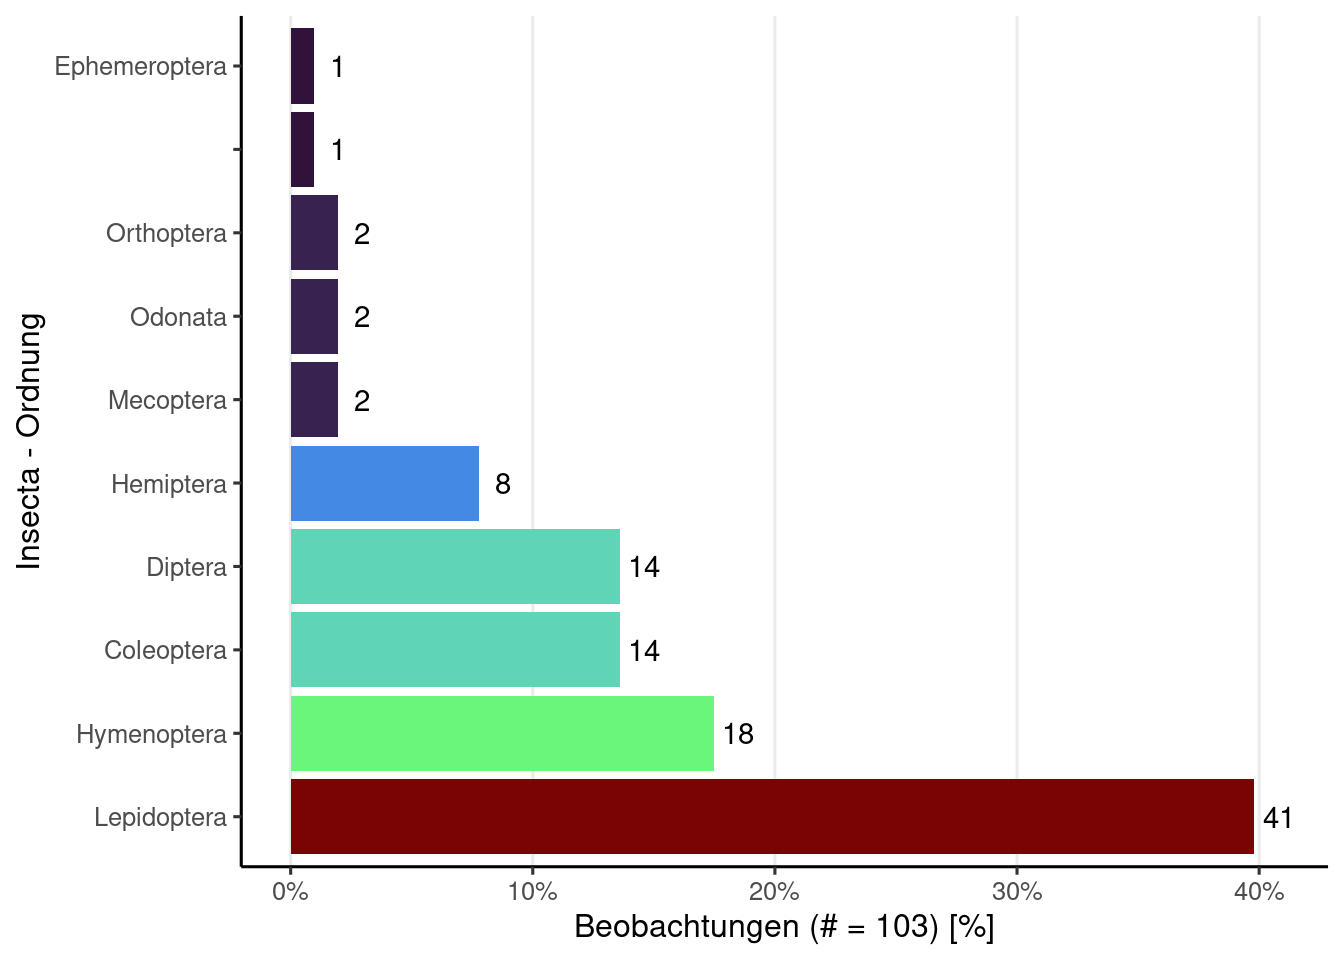 Insecta - Ordnung
Ephemeroptera 1
1
Orthoptera 2
Odonata 2
Mecoptera 2
Hemiptera 8
Diptera 14
Coleoptera 14
Hymenoptera 18
Lepidoptera 41
0% 10% 20% 30% 40%
Beobachtungen (# = 103) [%]